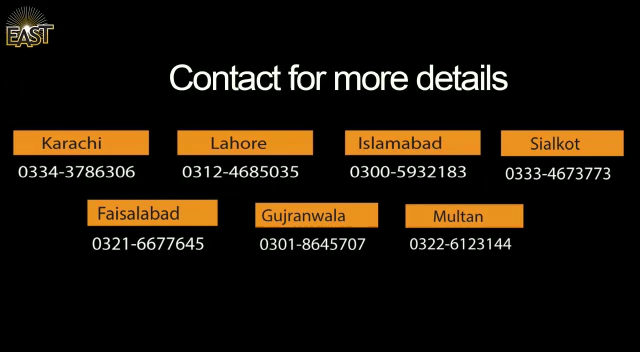 EAST
Contact for more details
Karachi Lahore Islamabad Sialkot
0334-3786306 0312-4685035 0300-5932183 0333-4673773
Faisalabad Gujranwala Multan
0321-6677645 0301-8645707 0322-6123144